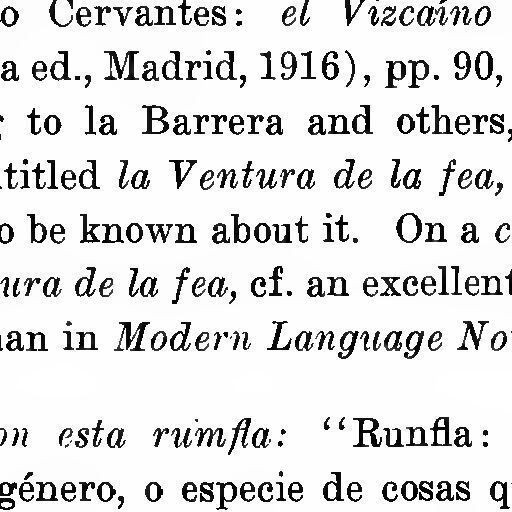 o Cervantes: el Vizcaíno
a ed., Madrid, 1916), pp. 90,
to la Barrera and others,
titled la Ventura de la fea,
o be known about it. On a c
ura de la fea, cf. an excellent
an in Modern Language No
on esta rumfla: “Runfla:
género, o especie de cosas q